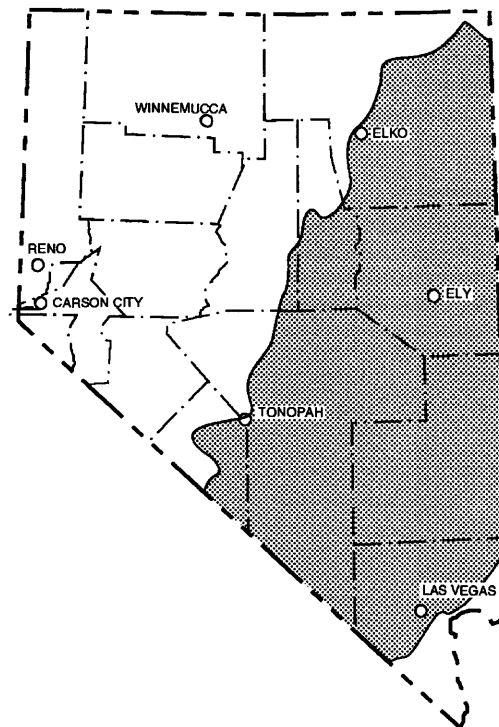 WINNEMUCCA
ELKO
RENO
ELY
CARSON CITY
TONOPAH
LAS VEGAS